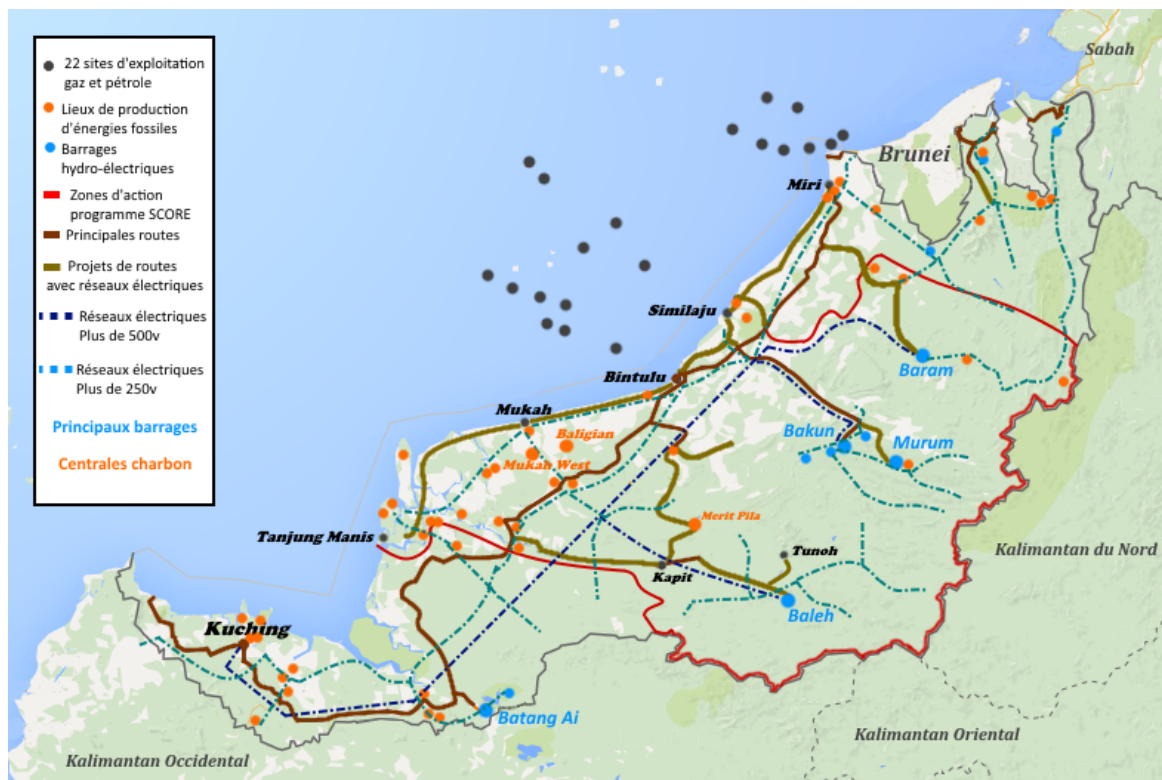 22 sites d'exploitation
gaz et pétrole
Lieux de production
d'énergies fossiles
Barrages
hydro-électriques
Zones d'action
programme SCORE
Principales routes
Projets de routes
avec réseaux électriques
Réseaux électriques
Plus de 500v
Réseaux électriques
Plus de 250v
Principaux barrages
Centrales charbon
Sabah
Brunei
Miri
Similaju
Baram
Bintulu
Mukah
Baligian
Bakun
Murum
Mukah West
Merit Pila
Tanjung Manis
Tunoh
Kalimantan du Nord
Kapit
Baleh
Kuching
Batang Ai
Kalimantan Oriental
Kalimantan Occidental